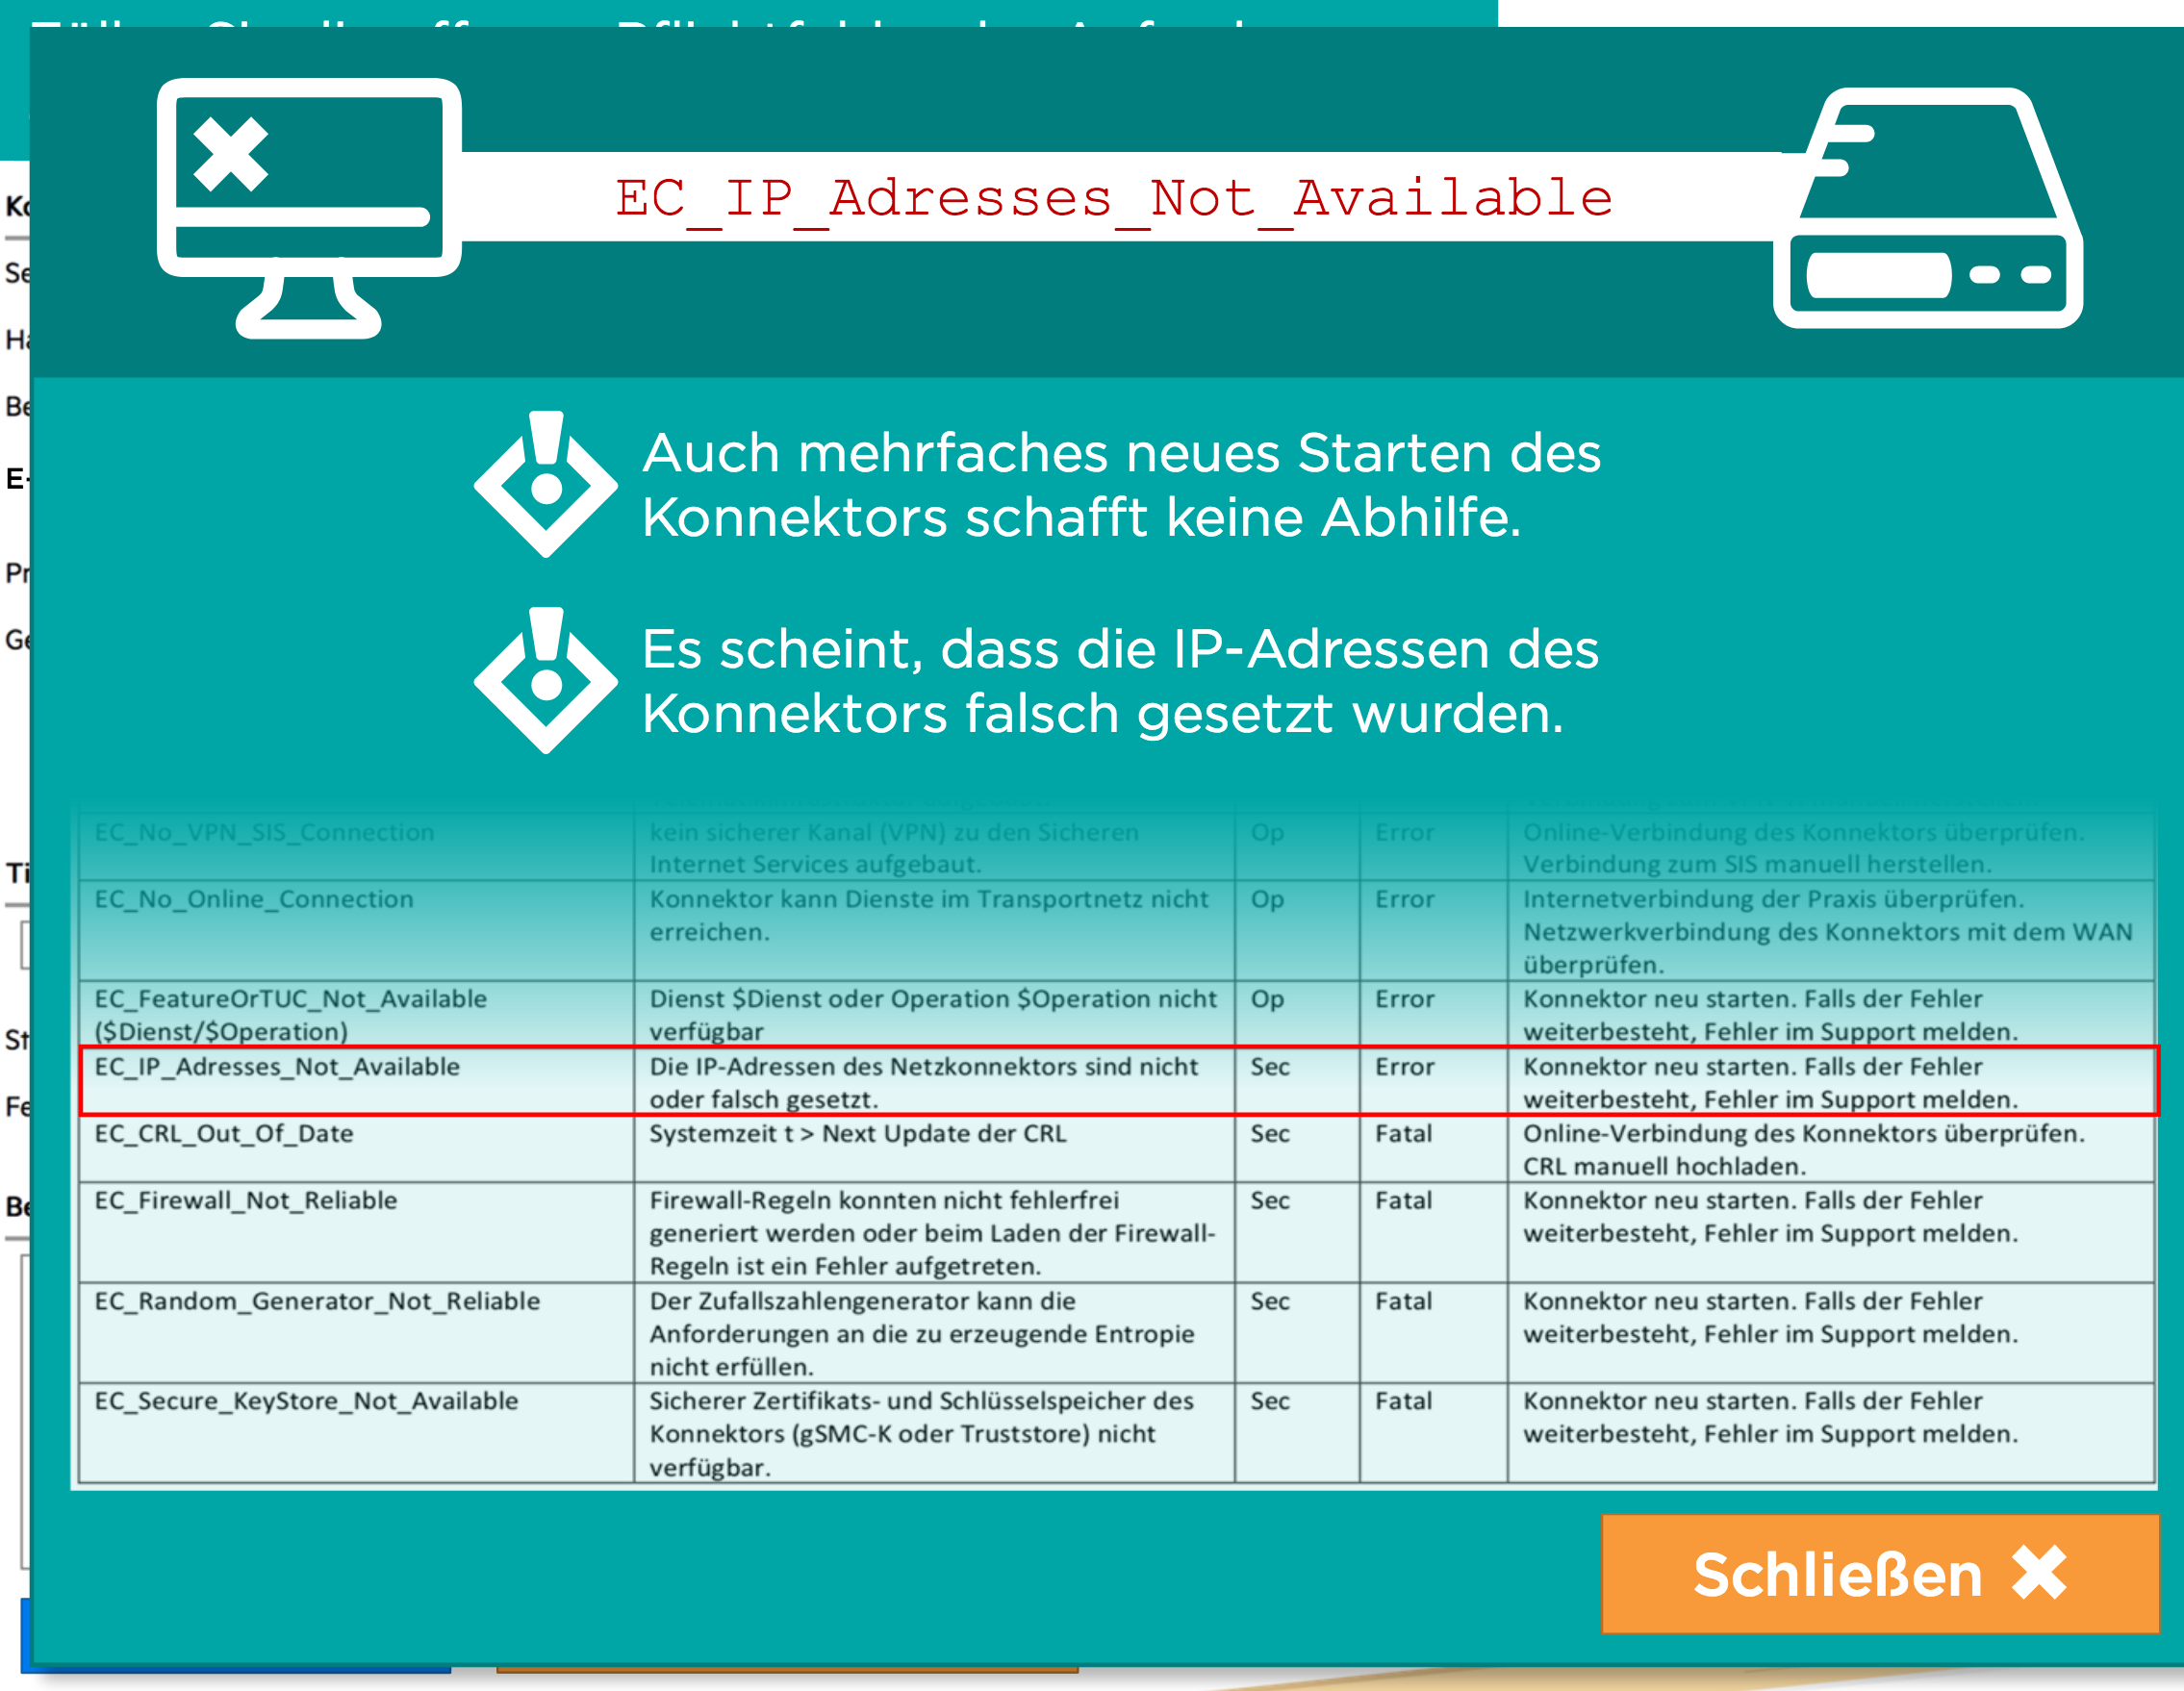 EC_IP_Adresses_Not_Available
Auch mehrfaches neues Starten des
Konnektors schafft keine Abhilfe.
Es scheint, dass die IP-Adressen des
Konnektors falsch gesetzt wurden.
EC_No_VPN_SIS_Connection
kein sicherer Kanal (VPN) zu den Sicheren
Internet Services aufgebaut.
Op
Error
Online-Verbindung des Konnektors überprüfen.
Verbindung zum SIS manuell herstellen.
EC_No_Online_Connection
Konnektor kann Dienste im Transportnetz nicht
erreichen.
Op
Error
Internetverbindung der Praxis überprüfen.
Netzwerkverbindung des Konnektors mit dem WAN
überprüfen.
EC_FeatureOrTUC_Not_Available
($Dienst/$Operation)
Dienst $Dienst oder Operation $Operation nicht
verfügbar
Op
Error
Konnektor neu starten. Falls der Fehler
weiterbesteht, Fehler im Support melden.
EC_IP_Adresses_Not_Available
Die IP-Adressen des Netzkonnektors sind nicht
oder falsch gesetzt.
Sec
Error
Konnektor neu starten. Falls der Fehler
weiterbesteht, Fehler im Support melden.
EC_CRL_Out_Of_Date
Systemzeit t > Next Update der CRL
Sec
Fatal
Online-Verbindung des Konnektors überprüfen.
CRL manuell hochladen.
EC_Firewall_Not_Reliable
Firewall-Regeln konnten nicht fehlerfrei
generiert werden oder beim Laden der Firewall-
Regeln ist ein Fehler aufgetreten.
Sec
Fatal
Konnektor neu starten. Falls der Fehler
weiterbesteht, Fehler im Support melden.
EC_Random_Generator_Not_Reliable
Der Zufallszahlengenerator kann die
Anforderungen an die zu erzeugende Entropie
nicht erfüllen.
Sec
Fatal
Konnektor neu starten. Falls der Fehler
weiterbesteht, Fehler im Support melden.
EC_Secure_KeyStore_Not_Available
Sicherer Zertifikats- und Schlüsselspeicher des
Konnektors (gSMC-K oder Truststore) nicht
verfügbar.
Sec
Fatal
Konnektor neu starten. Falls der Fehler
weiterbesteht, Fehler im Support melden.
Schließen